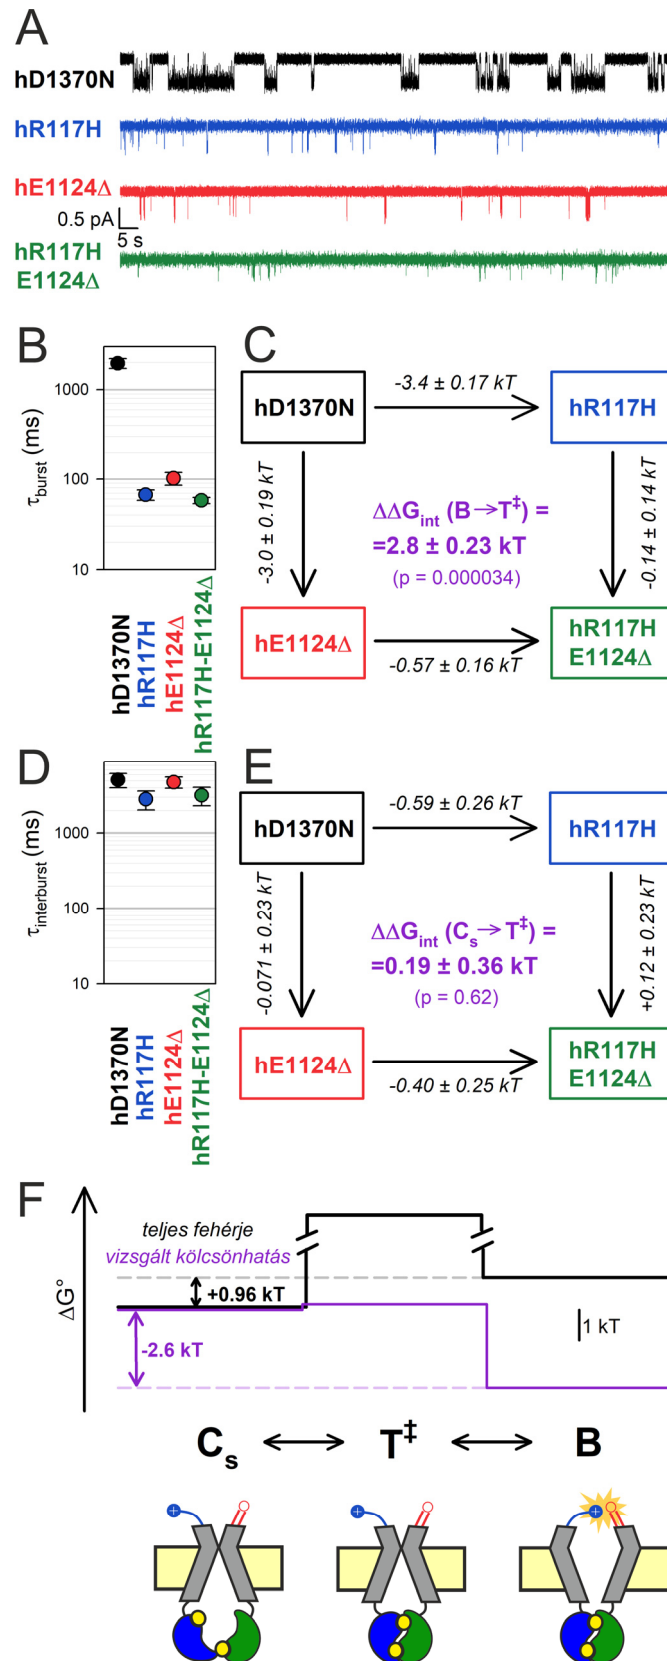 A
hD1370N
hR117H
hE1124Δ
0.5 pA
5 s
hR117H
E1124Δ
B
τburst (ms)
1000
100
10
hD1370N
hR117H
hE1124Δ
hR117H-E1124Δ
C
-3.4 ± 0.17 kT
hD1370N
hR117H
-3.0 ± 0.19 kT
ΔΔGint (B→T‡) =
=2.8 ± 0.23 kT
(p = 0.000034)
-0.14 ± 0.14 kT
hE1124Δ
hR117H
E1124Δ
-0.57 ± 0.16 kT
D
τinterburst (ms)
1000
100
10
hD1370N
hR117H
hE1124Δ
hR117H-E1124Δ
E
-0.59 ± 0.26 kT
hD1370N
hR117H
-0.071 ± 0.23 kT
ΔΔGint (Cs→T‡) =
=0.19 ± 0.36 kT
(p = 0.62)
+0.12 ± 0.23 kT
hE1124Δ
hR117H
E1124Δ
-0.40 ± 0.25 kT
F
ΔG°
teljes fehérje
vizsgált kölcsönhatás
+0.96 kT
-2.6 kT
1 kT
Cs
T‡
B